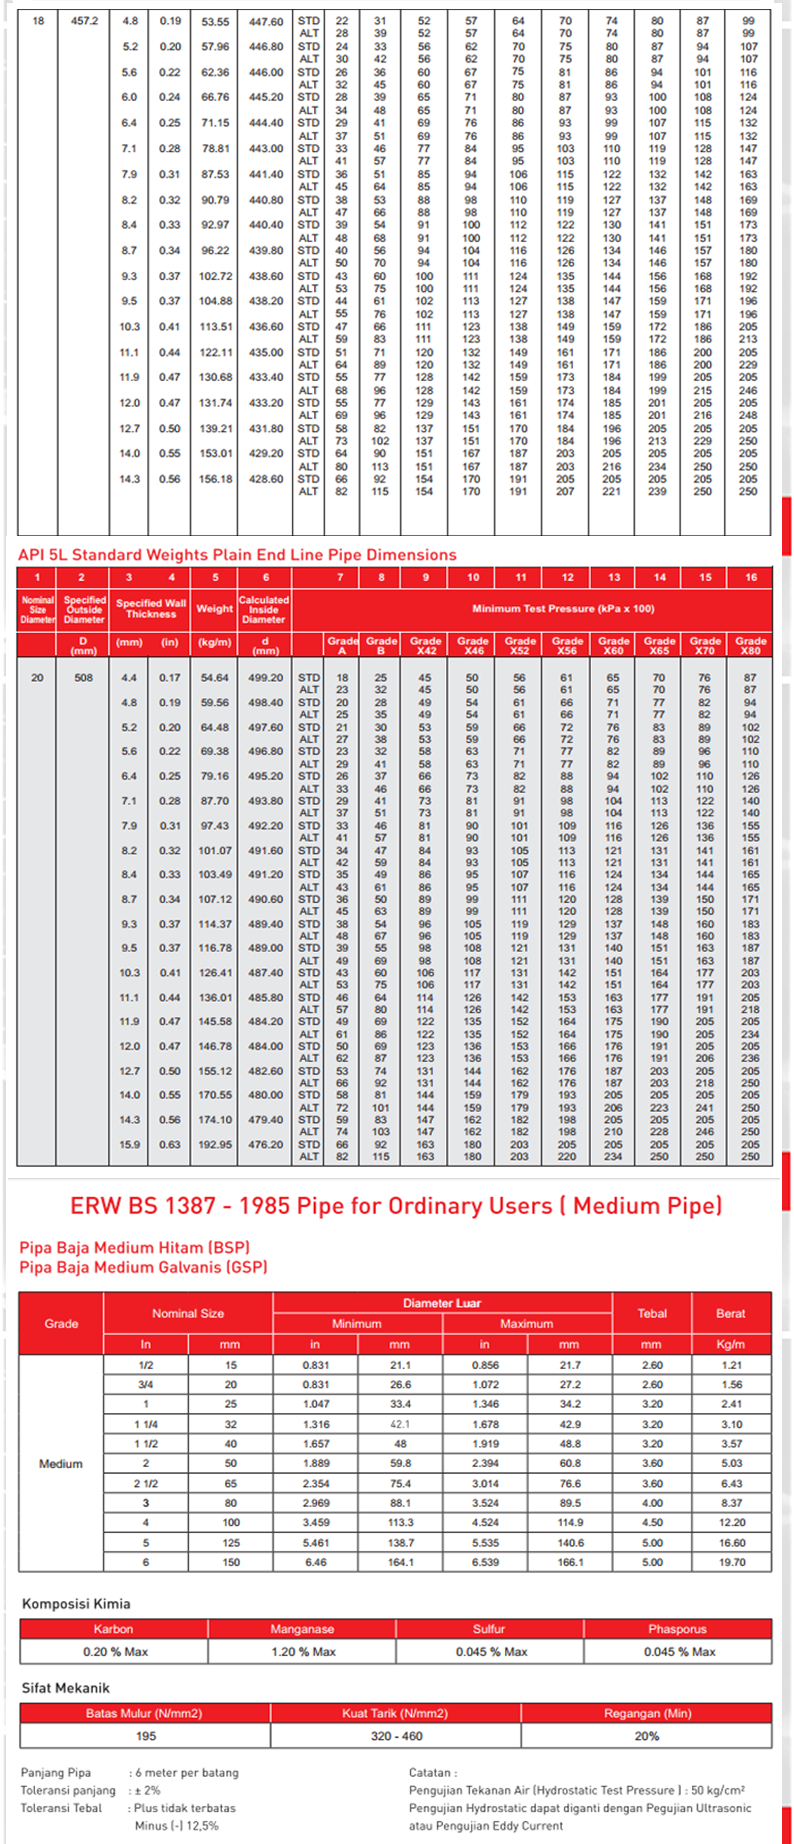 18 457.2 4.8 0.19 53.55 447.60 STD 22 31 52 57 64 70 74 80 87 99
ALT 28 39 52 57 64 70 74 80 87 99
5.2 0.20 57.96 446.80 STD 24 33 56 62 70 75 80 87 94 107
ALT 30 42 56 62 70 75 80 87 94 107
5.6 0.22 62.36 446.00 STD 26 36 60 67 75 81 86 94 101 116
ALT 32 45 60 67 75 81 86 94 101 116
6.0 0.24 66.76 445.20 STD 28 39 65 71 80 87 93 100 108 124
ALT 34 48 65 71 80 87 93 100 108 124
6.4 0.25 71.15 444.40 STD 29 41 69 76 86 93 99 107 115 132
ALT 37 51 69 76 86 93 99 107 115 132
7.1 0.28 78.81 443.00 STD 33 46 77 84 95 103 110 119 128 147
ALT 41 57 77 84 95 103 110 119 128 147
7.9 0.31 87.53 441.40 STD 36 51 85 94 106 115 122 132 142 163
ALT 45 64 85 94 106 115 122 132 142 163
8.2 0.32 90.79 440.80 STD 38 53 88 98 110 119 127 137 148 169
ALT 47 66 88 98 110 119 127 137 148 169
8.4 0.33 92.97 440.40 STD 39 54 91 100 112 122 130 141 151 173
ALT 48 68 91 100 112 122 130 141 151 173
8.7 0.34 96.22 439.80 STD 40 56 94 104 116 126 134 146 157 180
ALT 50 70 94 104 116 126 134 146 157 180
9.3 0.37 102.72 438.60 STD 43 60 100 111 124 135 144 156 168 192
ALT 53 75 100 111 124 135 144 156 168 192
9.5 0.37 104.88 438.20 STD 44 61 102 113 127 138 147 159 171 196
ALT 55 76 102 113 127 138 147 159 171 196
10.3 0.41 113.51 436.60 STD 47 66 111 123 138 149 159 172 186 205
ALT 59 83 111 123 138 149 159 172 186 213
11.1 0.44 122.11 435.00 STD 51 71 120 132 149 161 171 186 200 205
ALT 64 89 120 132 149 161 171 186 200 229
11.9 0.47 130.68 433.40 STD 55 77 128 142 159 173 184 199 205 205
ALT 68 96 128 142 159 173 184 199 215 246
12.0 0.47 131.74 433.20 STD 55 77 129 143 161 174 185 201 205 205
ALT 69 96 129 143 161 174 185 201 216 248
12.7 0.50 139.21 431.80 STD 58 82 137 151 170 184 196 205 205 205
ALT 73 102 137 151 170 184 196 213 229 250
14.0 0.55 153.01 429.20 STD 64 90 151 167 187 203 205 205 205 205
ALT 80 113 151 167 187 203 216 234 250 250
14.3 0.56 156.18 428.60 STD 66 92 154 170 191 205 205 205 205 205
ALT 82 115 154 170 191 207 221 239 250 250
API 5L Standard Weights Plain End Line Pipe Dimensions
1 2 3 4 5 6 7 8 9 10 11 12 13 14 15 16
Nominal Size Diameter Specified Outside Diameter Specified Wall Thickness Weight Calculated Inside Diameter Minimum Test Pressure (kPa x 100)
D (mm) (mm) (in) (kg/m) d (mm) Grade A Grade B Grade X42 Grade X46 Grade X52 Grade X56 Grade X60 Grade X65 Grade X70 Grade X80
20 508 4.4 0.17 54.64 499.20 STD 18 25 45 50 56 61 65 70 76 87
ALT 23 32 45 50 56 61 65 70 76 87
4.8 0.19 59.56 498.40 STD 20 28 49 54 61 66 71 77 82 94
ALT 25 35 49 54 61 66 71 77 82 94
5.2 0.20 64.48 497.60 STD 21 30 53 59 66 72 76 83 89 102
ALT 27 38 53 59 66 72 76 83 89 102
5.6 0.22 69.38 496.80 STD 23 32 58 63 71 77 82 89 96 110
ALT 29 41 58 63 71 77 82 89 96 110
6.4 0.25 79.16 495.20 STD 26 37 66 73 82 88 94 102 110 126
ALT 33 46 66 73 82 88 94 102 110 126
7.1 0.28 87.70 493.80 STD 29 41 73 81 91 98 104 113 122 140
ALT 37 51 73 81 91 98 104 113 122 140
7.9 0.31 97.43 492.20 STD 33 46 81 90 101 109 116 126 136 155
ALT 41 57 81 90 101 109 116 126 136 155
8.2 0.32 101.07 491.60 STD 34 47 84 93 105 113 121 131 141 161
ALT 42 59 84 93 105 113 121 131 141 161
8.4 0.33 103.49 491.20 STD 35 49 86 95 107 116 124 134 144 165
ALT 43 61 86 95 107 116 124 134 144 165
8.7 0.34 107.12 490.60 STD 36 50 89 99 111 120 128 139 150 171
ALT 45 63 89 99 111 120 128 139 150 171
9.3 0.37 114.37 489.40 STD 38 54 96 105 119 129 137 148 160 183
ALT 48 67 96 105 119 129 137 148 160 183
9.5 0.37 116.78 489.00 STD 39 55 98 108 121 131 140 151 163 187
ALT 49 69 98 108 121 131 140 151 163 187
10.3 0.41 126.41 487.40 STD 43 60 106 117 131 142 151 164 177 203
ALT 53 75 106 117 131 142 151 164 177 203
11.1 0.44 136.01 485.80 STD 46 64 114 126 142 153 163 177 191 205
ALT 57 80 114 126 142 153 163 177 191 218
11.9 0.47 145.58 484.20 STD 49 69 122 135 152 164 175 190 205 205
ALT 61 86 122 135 152 164 175 190 205 234
12.0 0.47 146.78 484.00 STD 50 69 123 136 153 166 176 191 205 205
ALT 62 87 123 136 153 166 176 191 206 236
12.7 0.50 155.12 482.60 STD 53 74 131 144 162 176 187 203 205 205
ALT 66 92 131 144 162 176 187 203 218 250
14.0 0.55 170.55 480.00 STD 58 81 144 159 179 193 205 205 205 205
ALT 72 101 144 159 179 193 206 223 241 250
14.3 0.56 174.10 479.40 STD 59 83 147 162 182 198 205 205 205 205
ALT 74 103 147 162 182 198 210 228 246 250
15.9 0.63 192.95 476.20 STD 66 92 163 180 203 205 205 205 205 205
ALT 82 115 163 180 203 220 234 250 250 250
ERW BS 1387 - 1985 Pipe for Ordinary Users ( Medium Pipe)
Pipa Baja Medium Hitam (BSP)
Pipa Baja Medium Galvanis (GSP)
Grade Nominal Size Diameter Luar Tebal Berat
Minimum Maximum
In mm in mm in mm mm Kg/m
1/2 15 0.831 21.1 0.856 21.7 2.60 1.21
3/4 20 0.831 26.6 1.072 27.2 2.60 1.56
1 25 1.047 33.4 1.346 34.2 3.20 2.41
1 1/4 32 1.316 42.1 1.678 42.9 3.20 3.10
1 1/2 40 1.657 48 1.919 48.8 3.20 3.57
Medium 2 50 1.889 59.8 2.394 60.8 3.60 5.03
2 1/2 65 2.354 75.4 3.014 76.6 3.60 6.43
3 80 2.969 88.1 3.524 89.5 4.00 8.37
4 100 3.459 113.3 4.524 114.9 4.50 12.20
5 125 5.461 138.7 5.535 140.6 5.00 16.60
6 150 6.46 164.1 6.539 166.1 5.00 19.70
Komposisi Kimia
Karbon Manganase Sulfur Phasporus
0.20 % Max 1.20 % Max 0.045 % Max 0.045 % Max
Sifat Mekanik
Batas Mulur (N/mm2) Kuat Tarik (N/mm2) Regangan (Min)
195 320 - 460 20%
Panjang Pipa : 6 meter per batang
Toleransi panjang : ± 2%
Toleransi Tebal : Plus tidak terbatas
Minus (-) 12,5%
Catatan :
Pengujian Tekanan Air (Hydrostatic Test Pressure ) : 50 kg/cm²
Pengujian Hydrostatic dapat diganti dengan Pegujian Ultrasonic
atau Pengujian Eddy Current